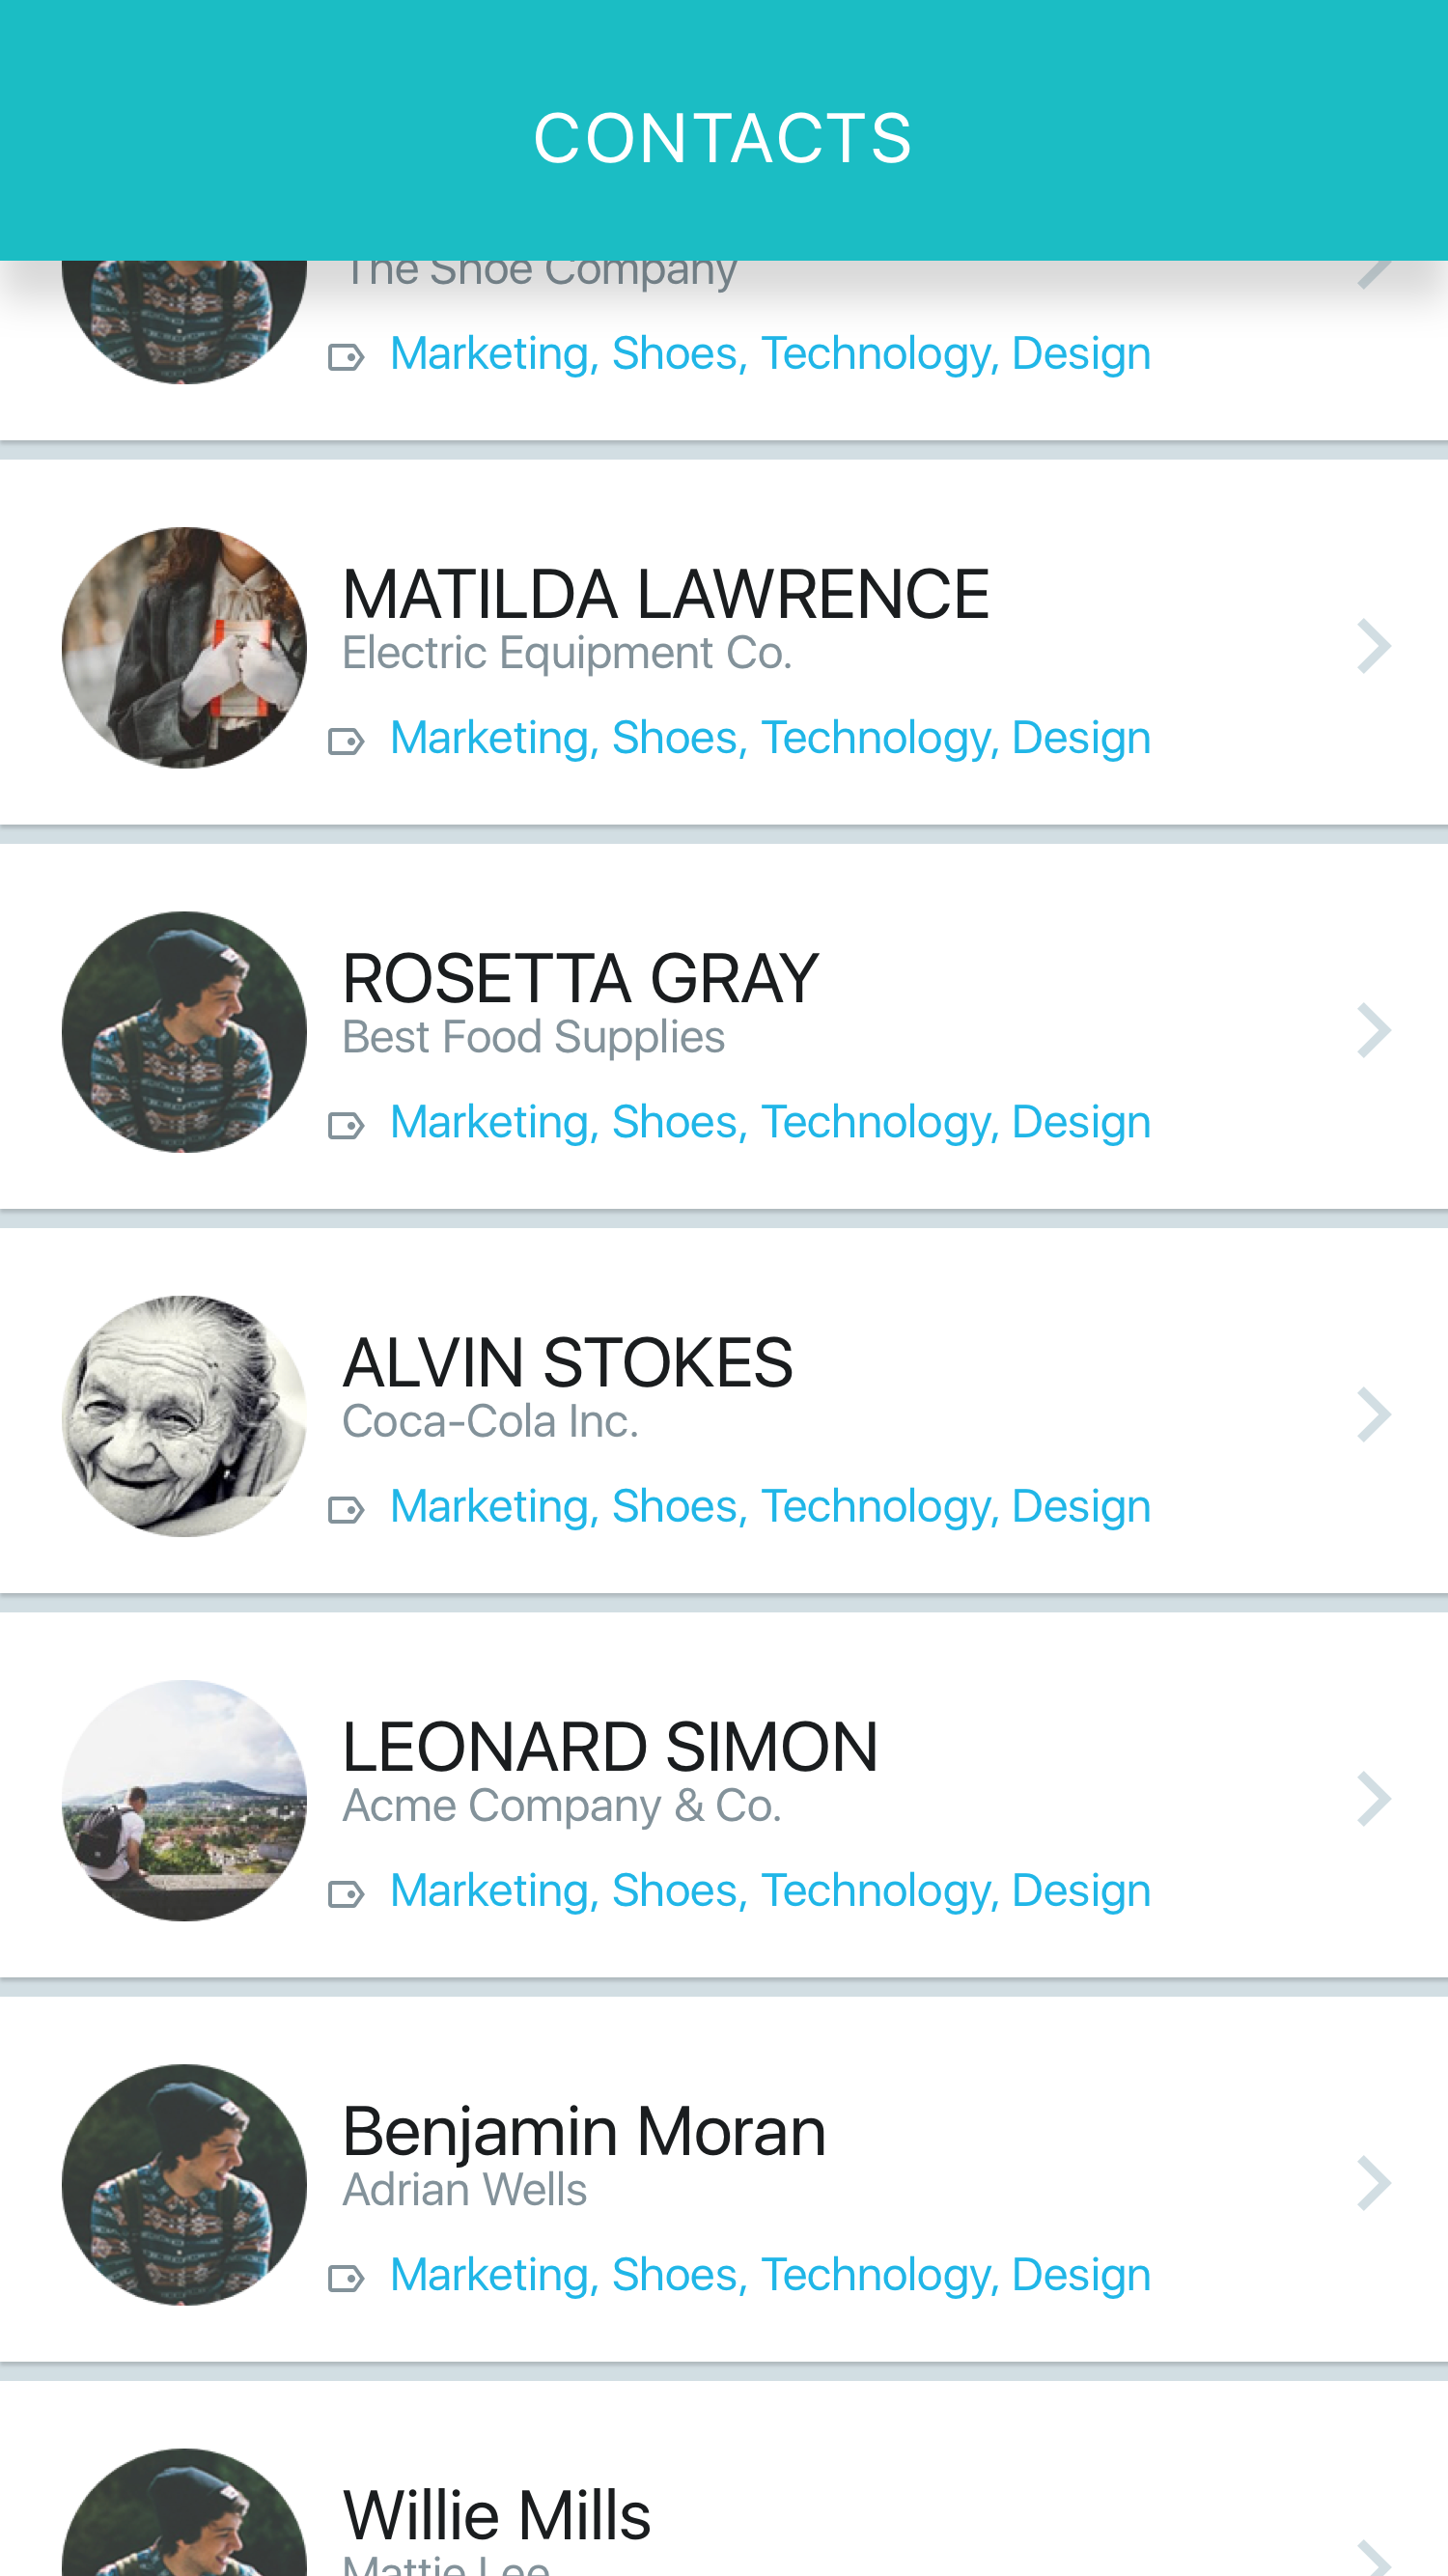 CONTACTS
The Shoe Company
Marketing, Shoes, Technology, Design
MATILDA LAWRENCE
Electric Equipment Co.
Marketing, Shoes, Technology, Design
ROSETTA GRAY
Best Food Supplies
Marketing, Shoes, Technology, Design
ALVIN STOKES
Coca-Cola Inc.
Marketing, Shoes, Technology, Design
LEONARD SIMON
Acme Company & Co.
Marketing, Shoes, Technology, Design
Benjamin Moran
Adrian Wells
Marketing, Shoes, Technology, Design
Willie Mills
Mattie Lee